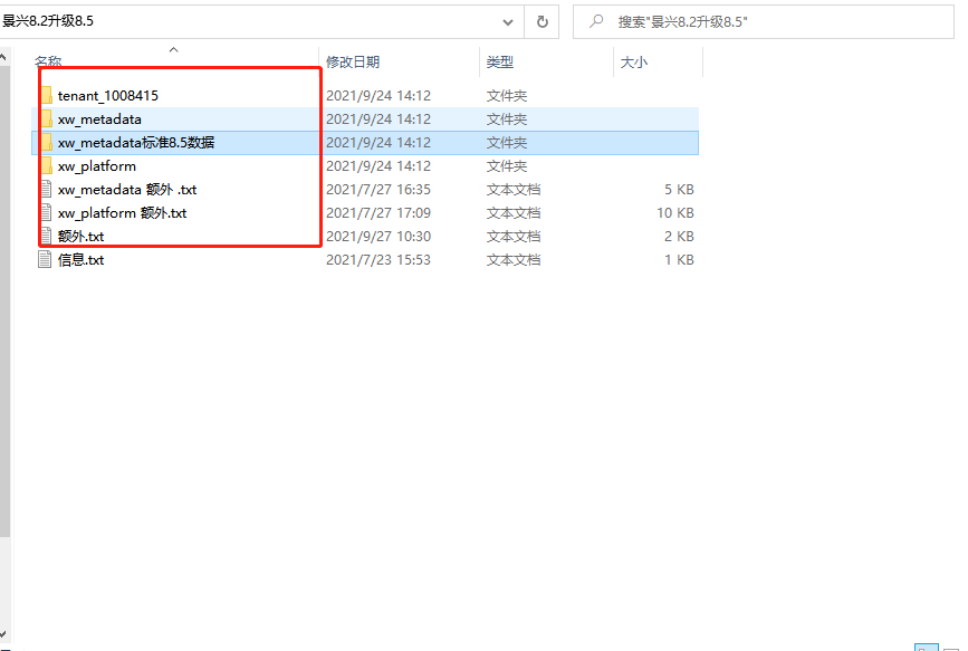 景兴8.2升级8.5 搜索"景兴8.2升级8.5"
名称 修改日期 类型 大小
tenant_1008415 2021/9/24 14:12 文件夹
xw_metadata 2021/9/24 14:12 文件夹
xw_metadata标准8.5数据 2021/9/24 14:12 文件夹
xw_platform 2021/9/24 14:12 文件夹
xw_metadata 额外 .txt 2021/7/27 16:35 文本文档 5 KB
xw_platform 额外.txt 2021/7/27 17:09 文本文档 10 KB
额外.txt 2021/9/27 10:30 文本文档 2 KB
信息.txt 2021/7/23 15:53 文本文档 1 KB